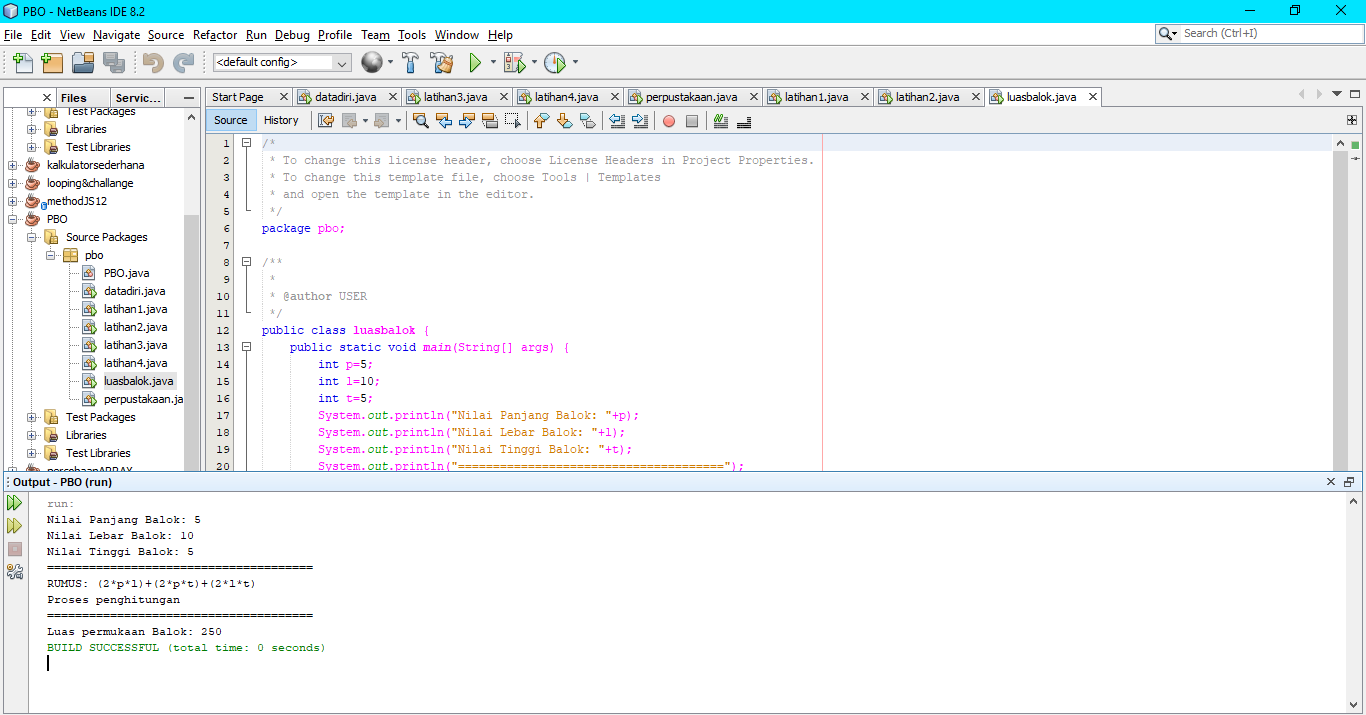 PBO - NetBeans IDE 8.2
File Edit View Navigate Source Refactor Run Debug Profile Team Tools Window Help
Search (Ctrl+I)
<default config>
Files Servic...
Start Page datadiri.java latihan3.java latihan4.java perpustakaan.java latihan1.java latihan2.java luasbalok.java
Source History
Test Packages
Libraries
Test Libraries
kalkulatorsederhana
looping&challange
methodJS12
PBO
Source Packages
pbo
PBO.java
datadiri.java
latihan1.java
latihan2.java
latihan3.java
latihan4.java
luasbalok.java
perpustakaan.ja
Test Packages
Libraries
Test Libraries
percobaanARRAY
1 /*
2 * To change this license header, choose License Headers in Project Properties.
3 * To change this template file, choose Tools | Templates
4 * and open the template in the editor.
5 */
6 package pbo;
7
8 /**
9 *
10 * @author USER
11 */
12 public class luasbalok {
13 public static void main(String[] args) {
14 int p=5;
15 int l=10;
16 int t=5;
17 System.out.println("Nilai Panjang Balok: "+p);
18 System.out.println("Nilai Lebar Balok: "+l);
19 System.out.println("Nilai Tinggi Balok: "+t);
20 System.out.println("======================================");
Output - PBO (run)
run:
Nilai Panjang Balok: 5
Nilai Lebar Balok: 10
Nilai Tinggi Balok: 5
======================================
RUMUS: (2*p*l)+(2*p*t)+(2*l*t)
Proses penghitungan
======================================
Luas permukaan Balok: 250
BUILD SUCCESSFUL (total time: 0 seconds)